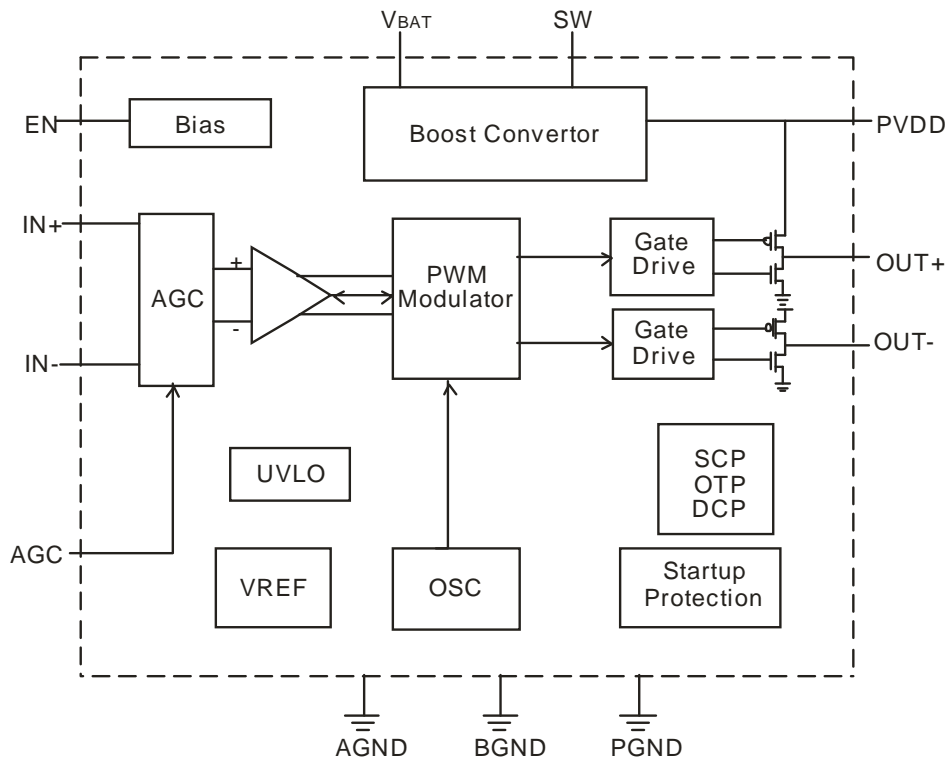 VBAT
SW
EN
Bias
Boost Convertor
PVDD
IN+
AGC
+
-
PWM
Modulator
Gate
Drive
OUT+
Gate
Drive
OUT-
IN-
UVLO
SCP
OTP
DCP
AGC
VREF
OSC
Startup
Protection
AGND
BGND
PGND